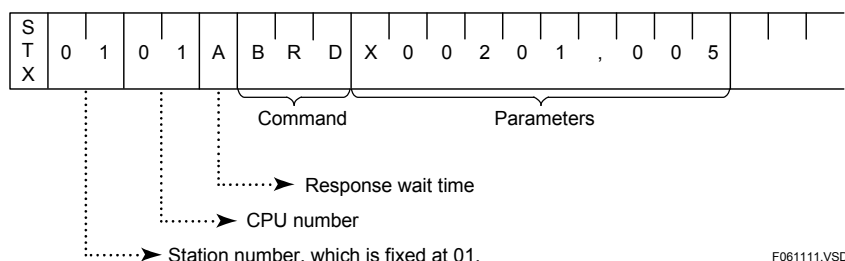 STX 0 1 0 1 A B R D X 0 0 2 0 1 , 0 0 5
Command Parameters
Response wait time
CPU number
Station number, which is fixed at 01.
F061111.VSD